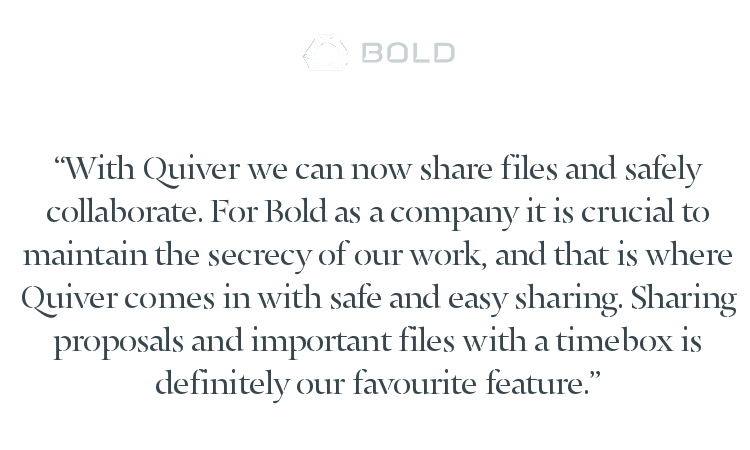 BOLD
“With Quiver we can now share files and safely
collaborate. For Bold as a company it is crucial to
maintain the secrecy of our work, and that is where
Quiver comes in with safe and easy sharing. Sharing
proposals and important files with a timebox is
definitely our favourite feature.”